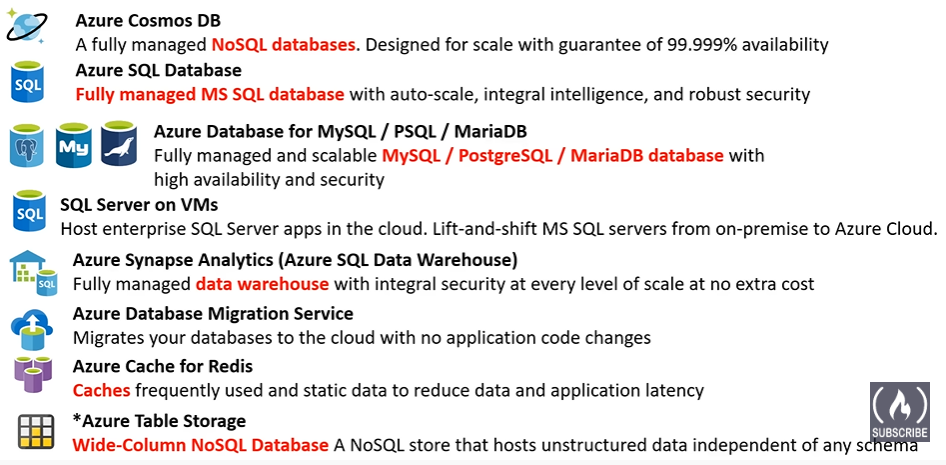 Azure Cosmos DB
A fully managed NoSQL databases. Designed for scale with guarantee of 99.999% availability
SQL
Azure SQL Database
Fully managed MS SQL database with auto-scale, integral intelligence, and robust security
My
Azure Database for MySQL / PSQL / MariaDB
Fully managed and scalable MySQL / PostgreSQL / MariaDB database with
high availability and security
SQL
SQL Server on VMs
Host enterprise SQL Server apps in the cloud. Lift-and-shift MS SQL servers from on-premise to Azure Cloud.
SQL
Azure Synapse Analytics (Azure SQL Data Warehouse)
Fully managed data warehouse with integral security at every level of scale at no extra cost
Azure Database Migration Service
Migrates your databases to the cloud with no application code changes
Azure Cache for Redis
Caches frequently used and static data to reduce data and application latency
*Azure Table Storage
Wide-Column NoSQL Database A NoSQL store that hosts unstructured data independent of any schema
SUBSCRIBE